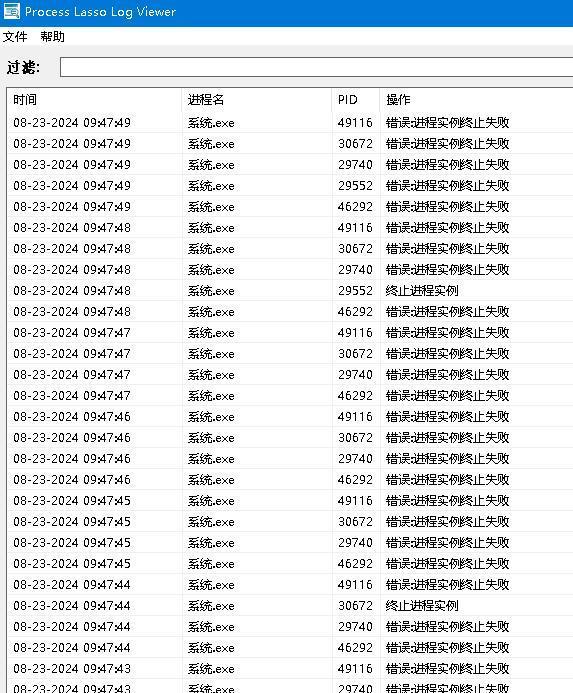 Process Lasso Log Viewer
文件 帮助
过滤:
时间 进程名 PID 操作
08-23-2024 09:47:49 系统.exe 49116 错误:进程实例终止失败
08-23-2024 09:47:49 系统.exe 30672 错误:进程实例终止失败
08-23-2024 09:47:49 系统.exe 29740 错误:进程实例终止失败
08-23-2024 09:47:49 系统.exe 29552 错误:进程实例终止失败
08-23-2024 09:47:49 系统.exe 46292 错误:进程实例终止失败
08-23-2024 09:47:48 系统.exe 49116 错误:进程实例终止失败
08-23-2024 09:47:48 系统.exe 30672 错误:进程实例终止失败
08-23-2024 09:47:48 系统.exe 29740 错误:进程实例终止失败
08-23-2024 09:47:48 系统.exe 29552 终止进程实例
08-23-2024 09:47:48 系统.exe 46292 错误:进程实例终止失败
08-23-2024 09:47:47 系统.exe 49116 错误:进程实例终止失败
08-23-2024 09:47:47 系统.exe 30672 错误:进程实例终止失败
08-23-2024 09:47:47 系统.exe 29740 错误:进程实例终止失败
08-23-2024 09:47:47 系统.exe 46292 错误:进程实例终止失败
08-23-2024 09:47:46 系统.exe 49116 错误:进程实例终止失败
08-23-2024 09:47:46 系统.exe 30672 错误:进程实例终止失败
08-23-2024 09:47:46 系统.exe 29740 错误:进程实例终止失败
08-23-2024 09:47:46 系统.exe 46292 错误:进程实例终止失败
08-23-2024 09:47:45 系统.exe 49116 错误:进程实例终止失败
08-23-2024 09:47:45 系统.exe 30672 错误:进程实例终止失败
08-23-2024 09:47:45 系统.exe 29740 错误:进程实例终止失败
08-23-2024 09:47:45 系统.exe 46292 错误:进程实例终止失败
08-23-2024 09:47:44 系统.exe 49116 错误:进程实例终止失败
08-23-2024 09:47:44 系统.exe 30672 终止进程实例
08-23-2024 09:47:44 系统.exe 29740 错误:进程实例终止失败
08-23-2024 09:47:44 系统.exe 46292 错误:进程实例终止失败
08-23-2024 09:47:43 系统.exe 49116 错误:进程实例终止失败
08-23-2024 09:47:43 系统.exe 29740 错误:进程实例终止失败